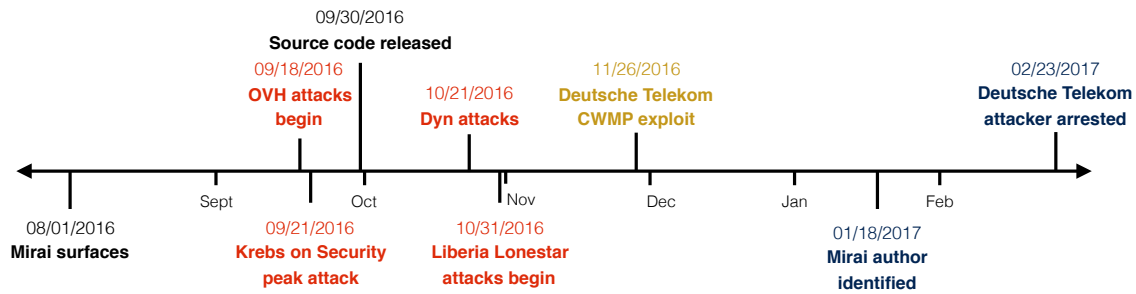 09/30/2016
Source code released
09/18/2016
OVH attacks
begin
10/21/2016
Dyn attacks
11/26/2016
Deutsche Telekom
CWMP exploit
02/23/2017
Deutsche Telekom
attacker arrested
Sept
Oct
Nov
Dec
Jan
Feb
08/01/2016
Mirai surfaces
09/21/2016
Krebs on Security
peak attack
10/31/2016
Liberia Lonestar
attacks begin
01/18/2017
Mirai author
identified